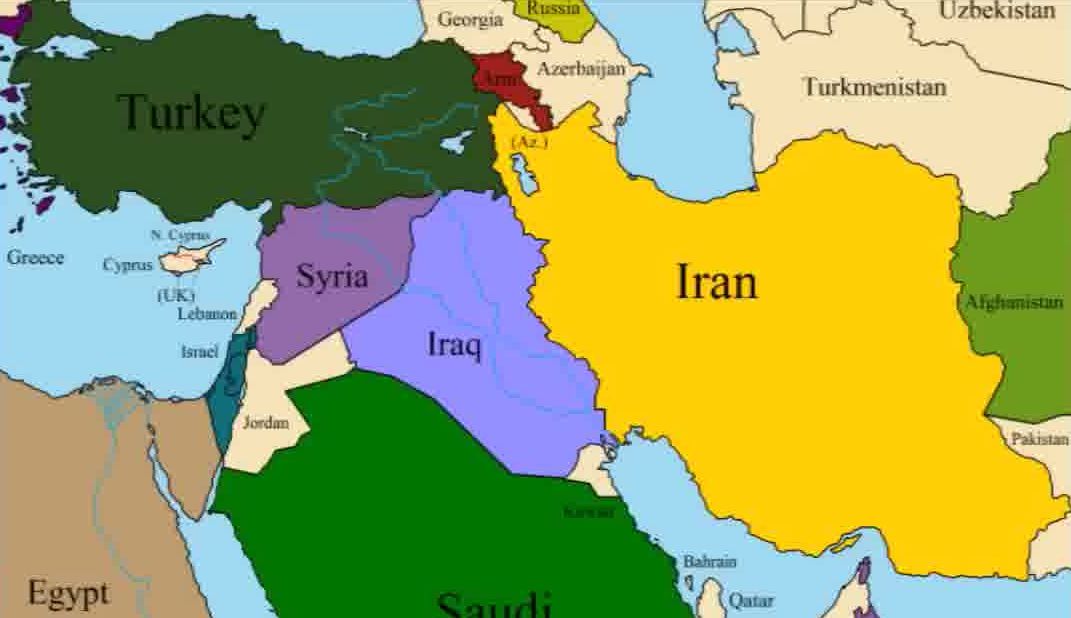 Georgia
Russia
Uzbekistan
Arm.
Azerbaijan
Turkmenistan
Turkey
(Az.)
N. Cyprus
Greece
Cyprus
Syria
Iran
(UK)
Lebanon
Afghanistan
Israel
Iraq
Jordan
Pakistan
Kuwait
Bahrain
Egypt
Saudi
Qatar